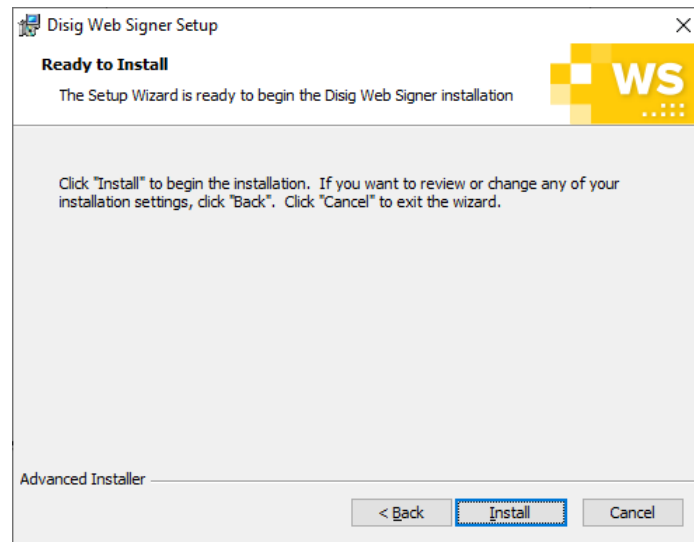 Disig Web Signer Setup
Ready to Install
The Setup Wizard is ready to begin the Disig Web Signer installation
WS
Click "Install" to begin the installation.  If you want to review or change any of your
installation settings, click "Back".  Click "Cancel" to exit the wizard.
Advanced Installer
< Back
Install
Cancel